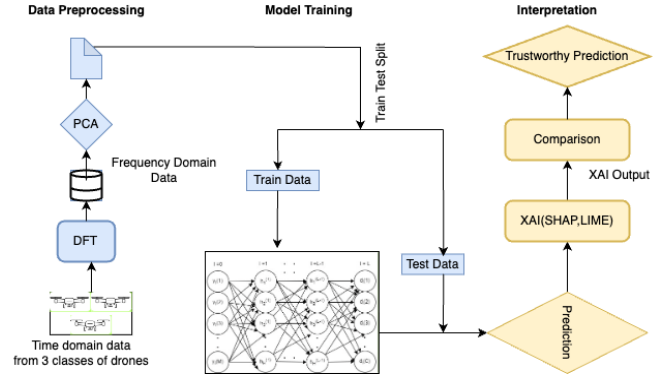 Data Preprocessing
Model Training
Interpretation
Train Test Split
Trustworthy Prediction
PCA
Comparison
Frequency Domain
Data
Train Data
XAI Output
XAI(SHAP,LIME)
DFT
Test Data
Prediction
Time domain data
from 3 classes of drones